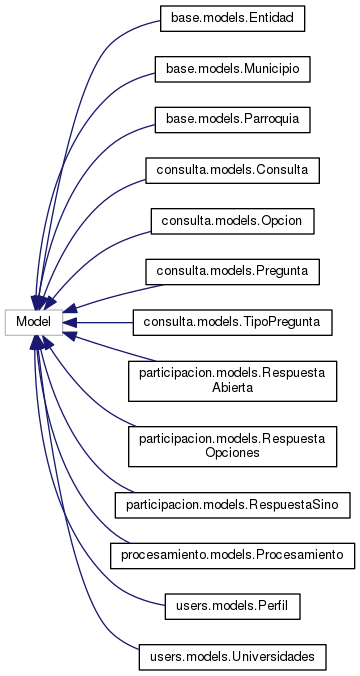 base.models.Entidad
base.models.Municipio
base.models.Parroquia
consulta.models.Consulta
consulta.models.Opcion
consulta.models.Pregunta
Model
consulta.models.TipoPregunta
participacion.models.Respuesta
Abierta
participacion.models.Respuesta
Opciones
participacion.models.RespuestaSino
procesamiento.models.Procesamiento
users.models.Perfil
users.models.Universidades